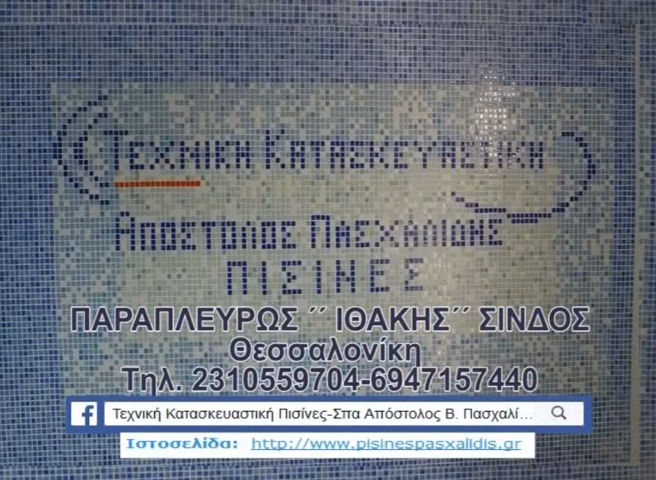 Τεχνικη Κατασκευαστικη
Αποστολος Πασχαλιδης
ΠΙΣΙΝΕΣ
ΠΑΡΑΠΛΕΥΡΩΣ ΄΄ ΙΘΑΚΗΣ΄΄ ΣΙΝΔΟΣ
Θεσσαλονίκη
Τηλ. 2310559704-6947157440
Τεχνική Κατασκευαστική Πισίνες-Σπα Απόστολος Β. Πασχαλί...
Ιστοσελίδα: http://www.pisinespasxalidis.gr